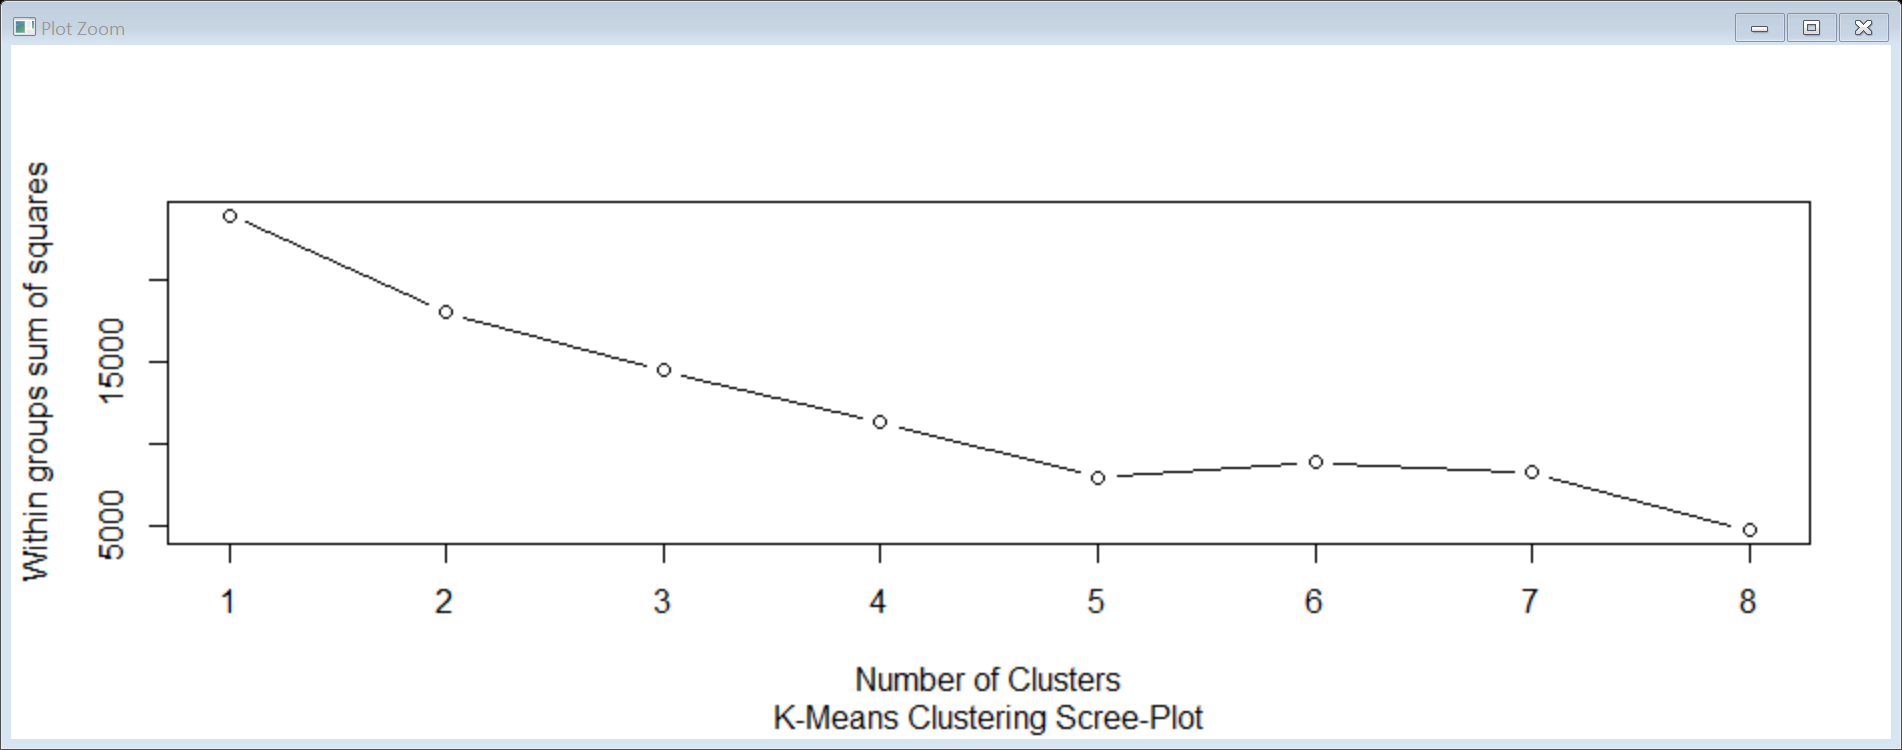 Plot Zoom
Within groups sum of squares
15000
5000
1 2 3 4 5 6 7 8
Number of Clusters
K-Means Clustering Scree-Plot